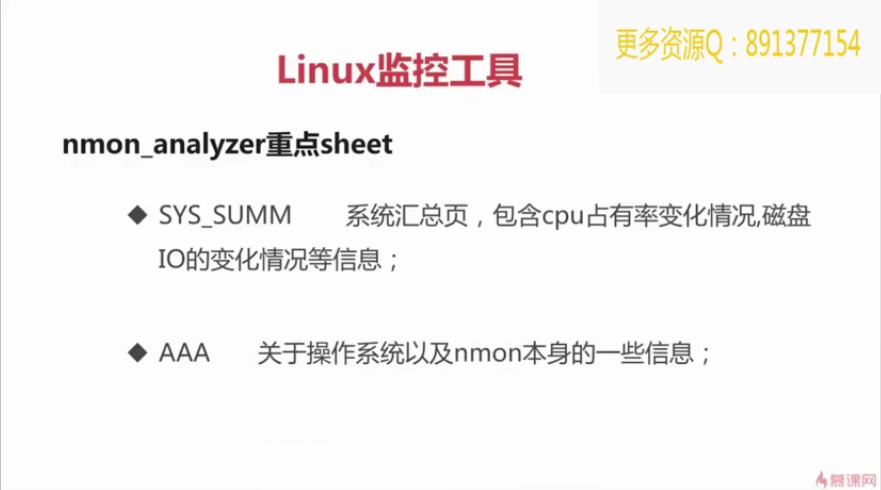 更多资源Q：891377154
Linux监控工具
nmon_analyzer重点sheet
◆ SYS_SUMM 系统汇总页，包含cpu占有率变化情况,磁盘
IO的变化情况等信息；
◆ AAA 关于操作系统以及nmon本身的一些信息；
慕课网